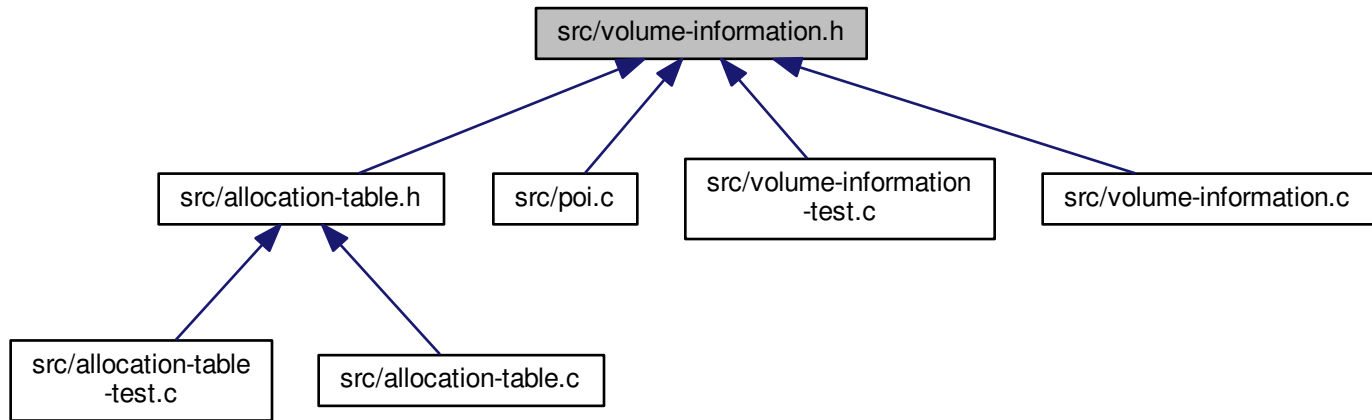 src/volume-information.h
src/allocation-table.h
src/poi.c
src/volume-information
-test.c
src/volume-information.c
src/allocation-table
-test.c
src/allocation-table.c